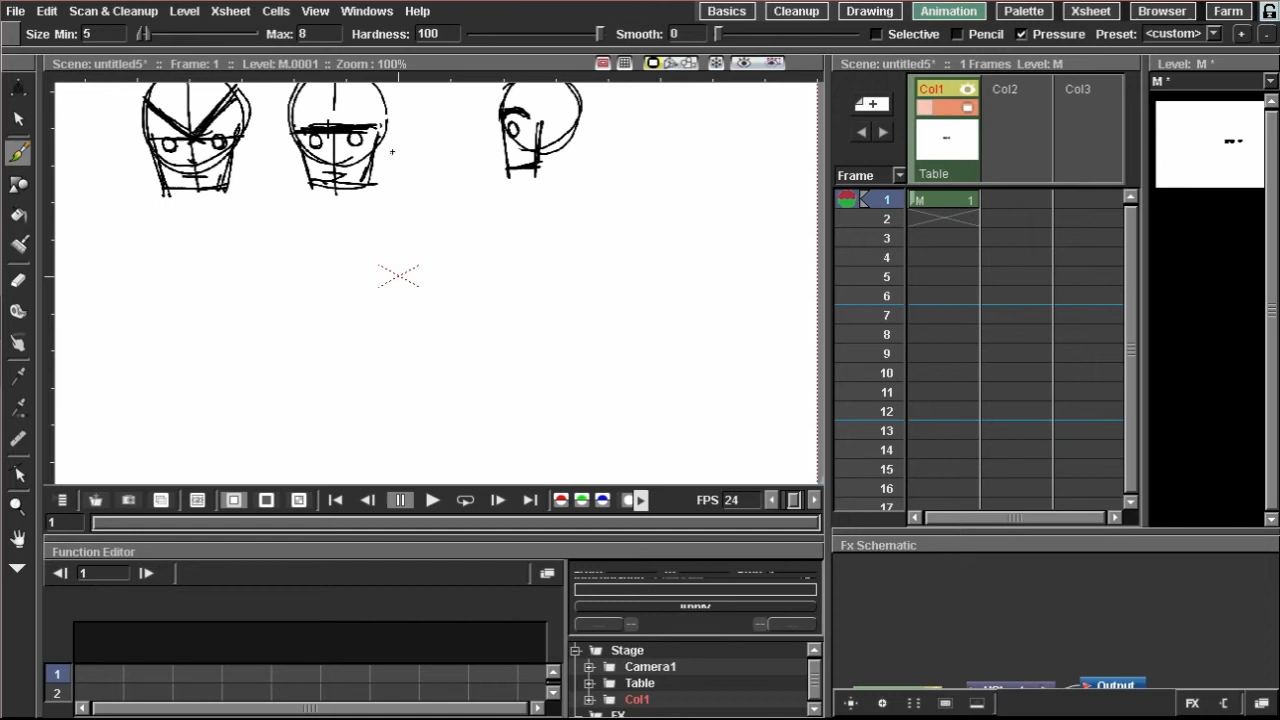 File Edit Scan & Cleanup Level Xsheet Cells View Windows Help Basics Cleanup Drawing Animation Palette Xsheet Browser Farm
Size Min: 5 Max: 8 Hardness: 100 Smooth: 0 Selective Pencil Pressure Preset: <custom> + -
Scene: untitled5* :: Frame: 1 :: Level: M.0001 :: Zoom : 100%
Scene: untitled5* :: 1 Frames Level: M
Level: M *
M *
Col1 Col2 Col3
+
Frame
Table
1 M 1
2
3
4
5
6
7
8
9
10
11
12
13
14
15
16
17
FPS 24
1
Function Editor
1
1
2
Stage
Camera1
Table
Col1
FX
Fx Schematic
Output
FX